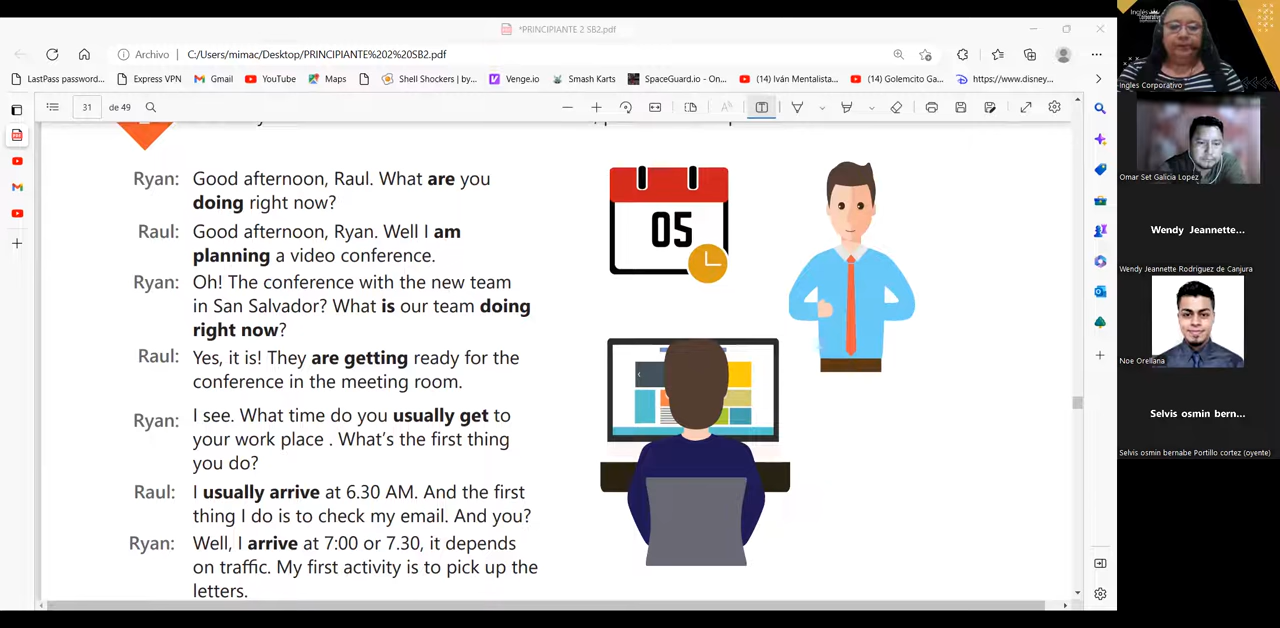 *PRINCIPIANTE 2 SB2.pdf
Archivo
C:/Users/mimac/Desktop/PRINCIPIANTE%202%20SB2.pdf
LastPass password...
Express VPN
Gmail
YouTube
Maps
Shell Shockers | by...
Venge.io
Smash Karts
SpaceGuard.io - On...
(14) Iván Mentalista...
(14) Golemcito Ga...
https://www.disney...
31
de 49
Ryan: Good afternoon, Raul. What are you
doing right now?
Raul: Good afternoon, Ryan. Well I am
planning a video conference.
Ryan: Oh! The conference with the new team
in San Salvador? What is our team doing
right now?
Raul: Yes, it is! They are getting ready for the
conference in the meeting room.
Ryan: I see. What time do you usually get to
your work place . What's the first thing
you do?
Raul: I usually arrive at 6.30 AM. And the first
thing I do is to check my email. And you?
Ryan: Well, I arrive at 7:00 or 7.30, it depends
on traffic. My first activity is to pick up the
letters.
05
Inglés
Corporativo
Ingles Corporativo
Omar Set Galicia Lopez
Wendy Jeannette...
Wendy Jeannette Rodriguez de Canjura
Noe Orellana
Selvis osmin bern...
Selvis osmin bernabe Portillo cortez (oyente)